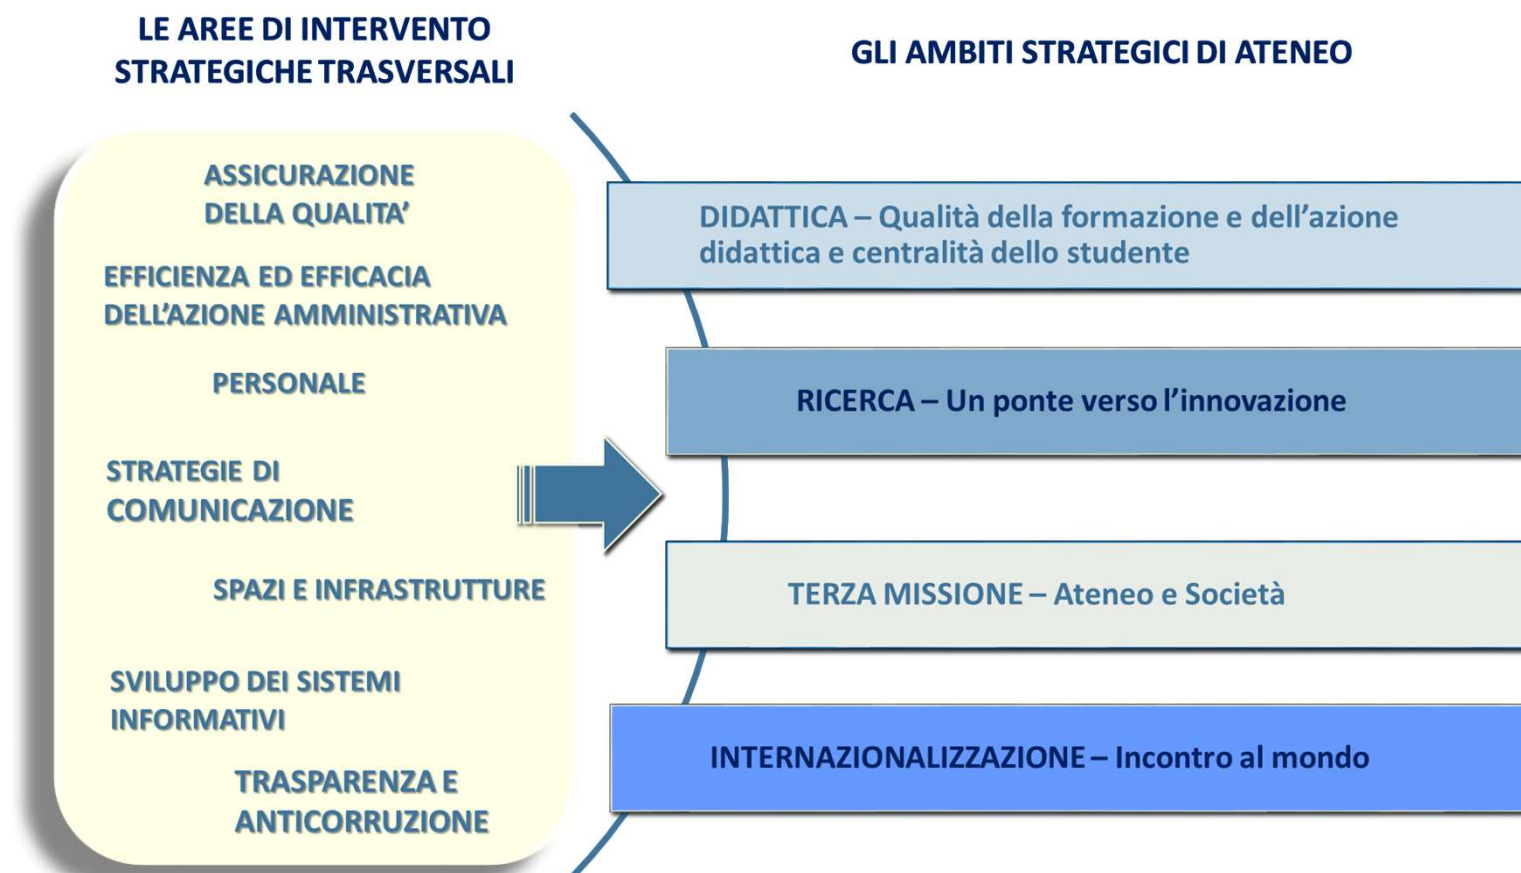 LE AREE DI INTERVENTO
STRATEGICHE TRASVERSALI
ASSICURAZIONE
DELLA QUALITA’
EFFICIENZA ED EFFICACIA
DELL’AZIONE AMMINISTRATIVA
PERSONALE
STRATEGIE DI
COMUNICAZIONE
SPAZI E INFRASTRUTTURE
SVILUPPO DEI SISTEMI
INFORMATIVI
TRASPARENZA E
ANTICORRUZIONE
GLI AMBITI STRATEGICI DI ATENEO
DIDATTICA – Qualità della formazione e dell’azione
didattica e centralità dello studente
RICERCA – Un ponte verso l’innovazione
TERZA MISSIONE – Ateneo e Società
INTERNAZIONALIZZAZIONE – Incontro al mondo